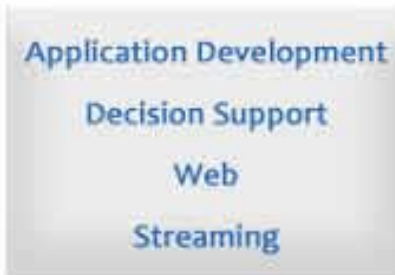 Application Development
Decision Support
Web
Streaming